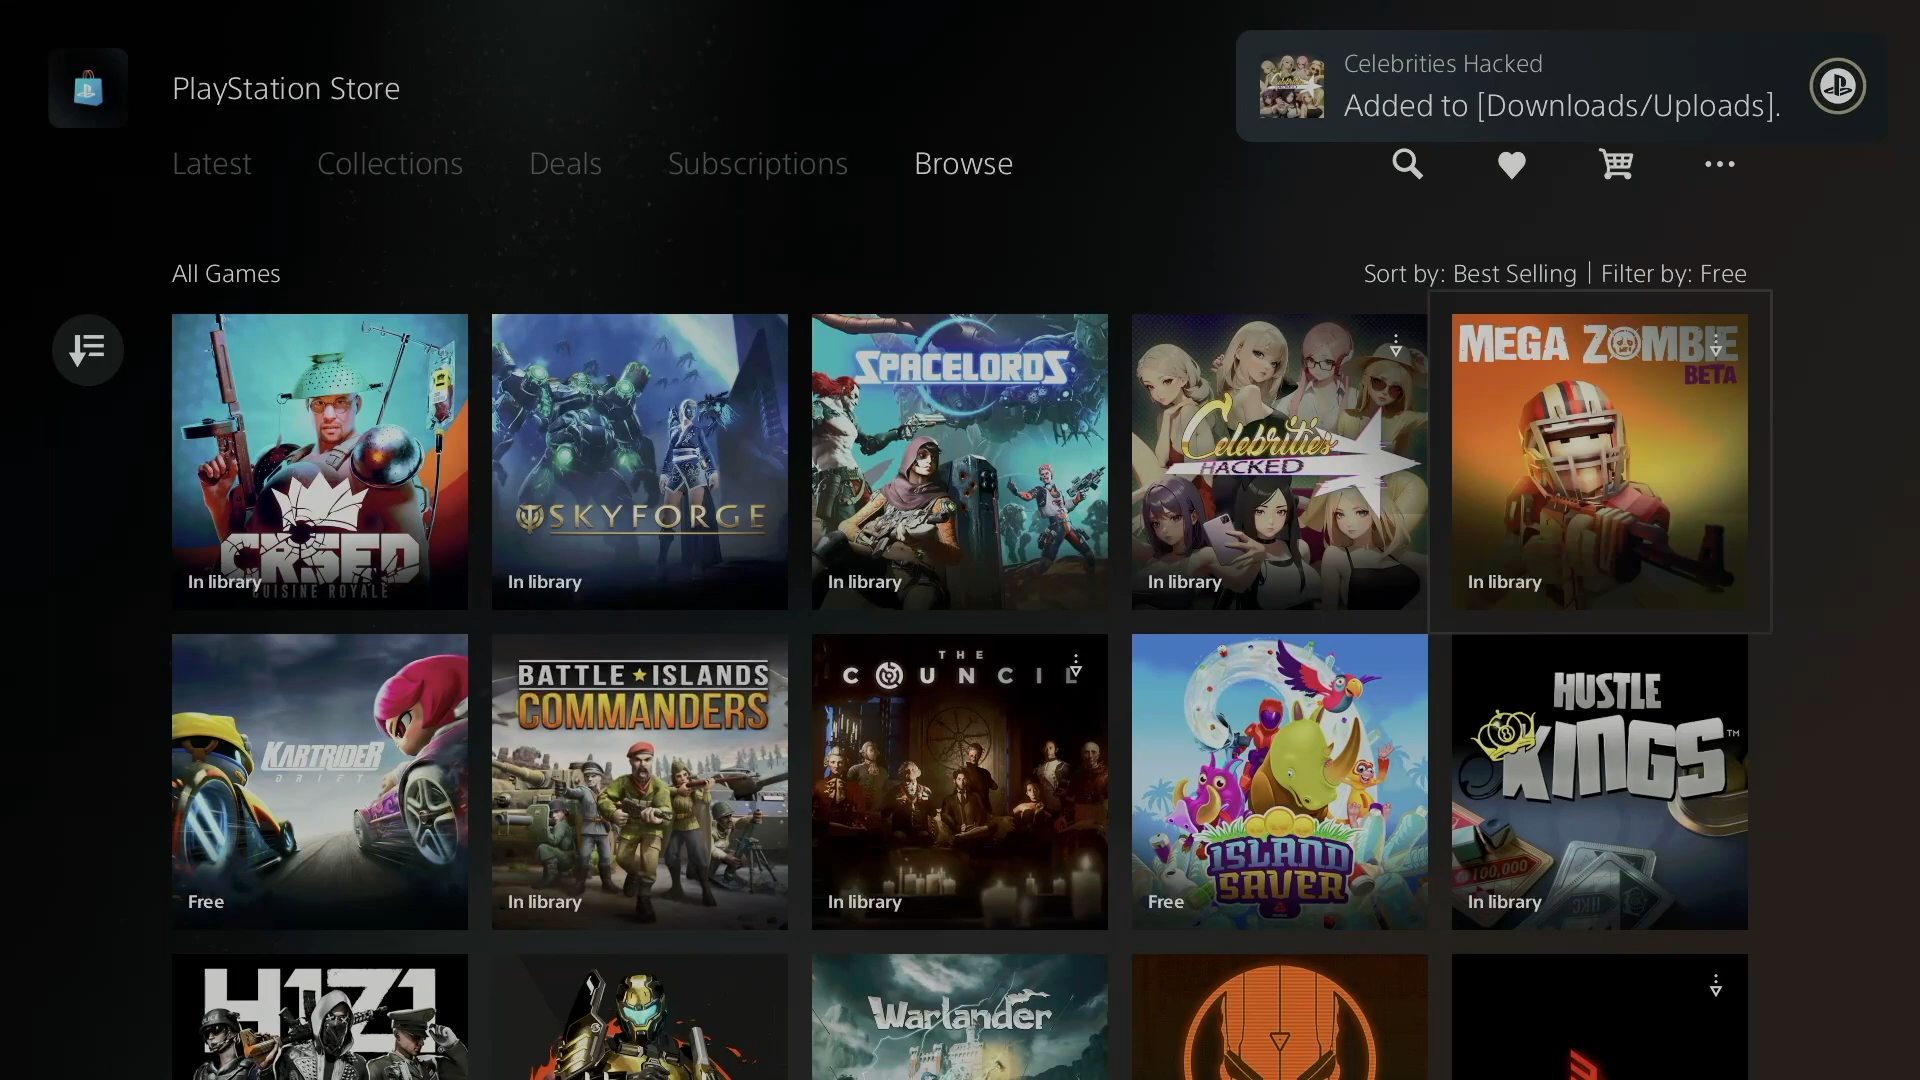 PlayStation Store
Celebrities Hacked
Added to [Downloads/Uploads].
Latest
Collections
Deals
Subscriptions
Browse
All Games
Sort by: Best Selling | Filter by: Free
CRSED
CUISINE ROYALE
In library
SKYFORGE
In library
SPACELORDS
In library
Celebrities
HACKED
In library
MEGA ZOMBIE
BETA
In library
KARTRIDER
DRIFT
Free
BATTLE ★ ISLANDS
COMMANDERS
In library
THE
COUNCIL
In library
ISLAND
SAVER
Free
HUSTLE
KINGS™
100,000
In library
H1Z1
Warlander